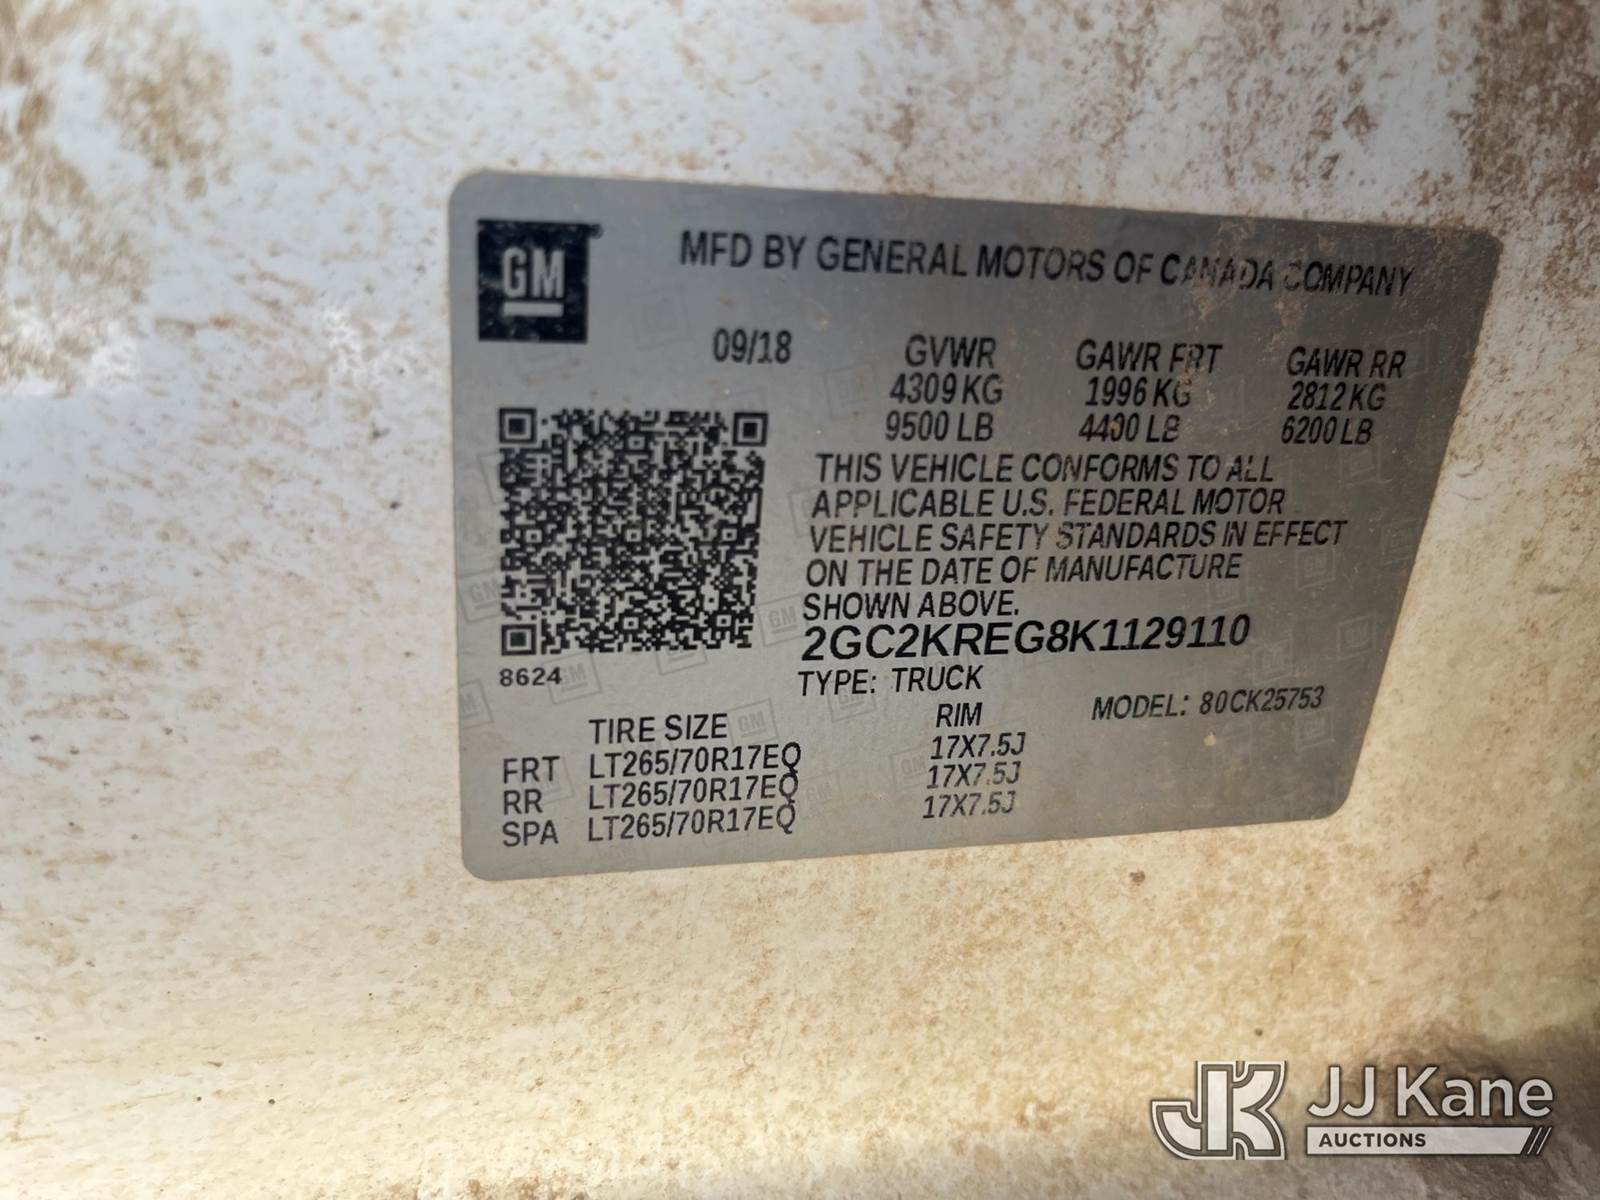 GM
MFD BY GENERAL MOTORS OF CANADA COMPANY
09/18 GVWR GAWR FRT GAWR RR
4309 KG 1996 KG 2812 KG
9500 LB 4400 LB 6200 LB
THIS VEHICLE CONFORMS TO ALL
APPLICABLE U.S. FEDERAL MOTOR
VEHICLE SAFETY STANDARDS IN EFFECT
ON THE DATE OF MANUFACTURE
SHOWN ABOVE.
2GC2KREG8K1129110
8624
TYPE: TRUCK
MODEL: 80CK25753
TIRE SIZE RIM
FRT LT265/70R17EQ 17X7.5J
RR LT265/70R17EQ 17X7.5J
SPA LT265/70R17EQ 17X7.5J
JK JJ Kane
AUCTIONS